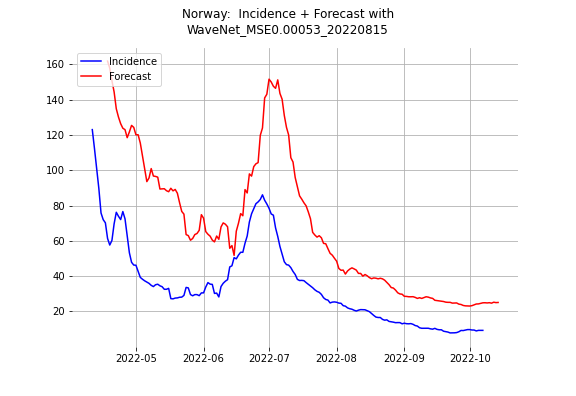 Norway:  Incidence + Forecast with
WaveNet_MSE0.00053_20220815
Incidence
Forecast
160
140
120
100
80
60
40
20
2022-05 2022-06 2022-07 2022-08 2022-09 2022-10